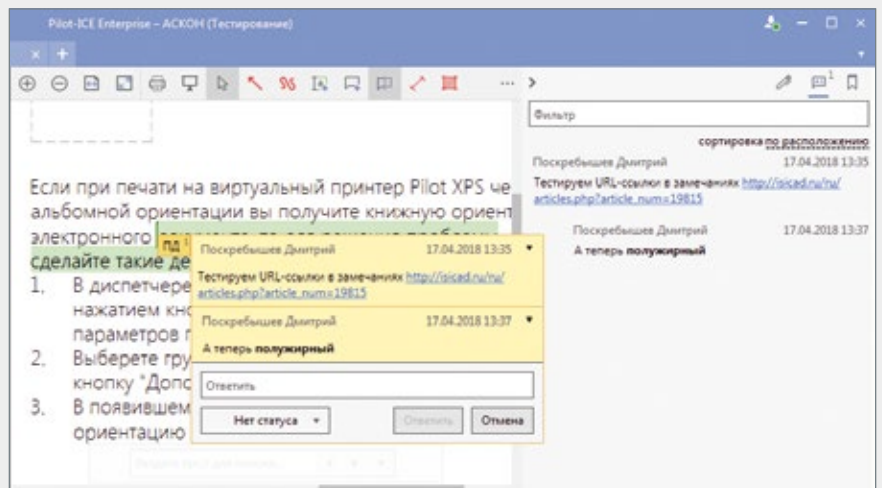 Pilot-ICE Enterprise – АСКОН (Тестирование)
Фильтр
сортировка по расположению
Поскребышев Дмитрий 17.04.2018 13:35
Тестируем URL-ссылки в замечаниях http://isicad.ru/ru/
articles.php?article_num=19815
Поскребышев Дмитрий 17.04.2018 13:37
А теперь полужирный
Если при печати на виртуальный принтер Pilot XPS че
альбомной ориентации вы получите книжную ориент
электронного
сделайте такие де
1. В диспетчере
нажатием кно
параметров п
2. Выберете гру
кнопку "Допо
3. В появившем
ориентацию
ПД 1
Поскребышев Дмитрий 17.04.2018 13:35
Тестируем URL-ссылки в замечаниях http://isicad.ru/ru/
articles.php?article_num=19815
Поскребышев Дмитрий 17.04.2018 13:37
А теперь полужирный
Ответить
Нет статуса Ответить Отмена